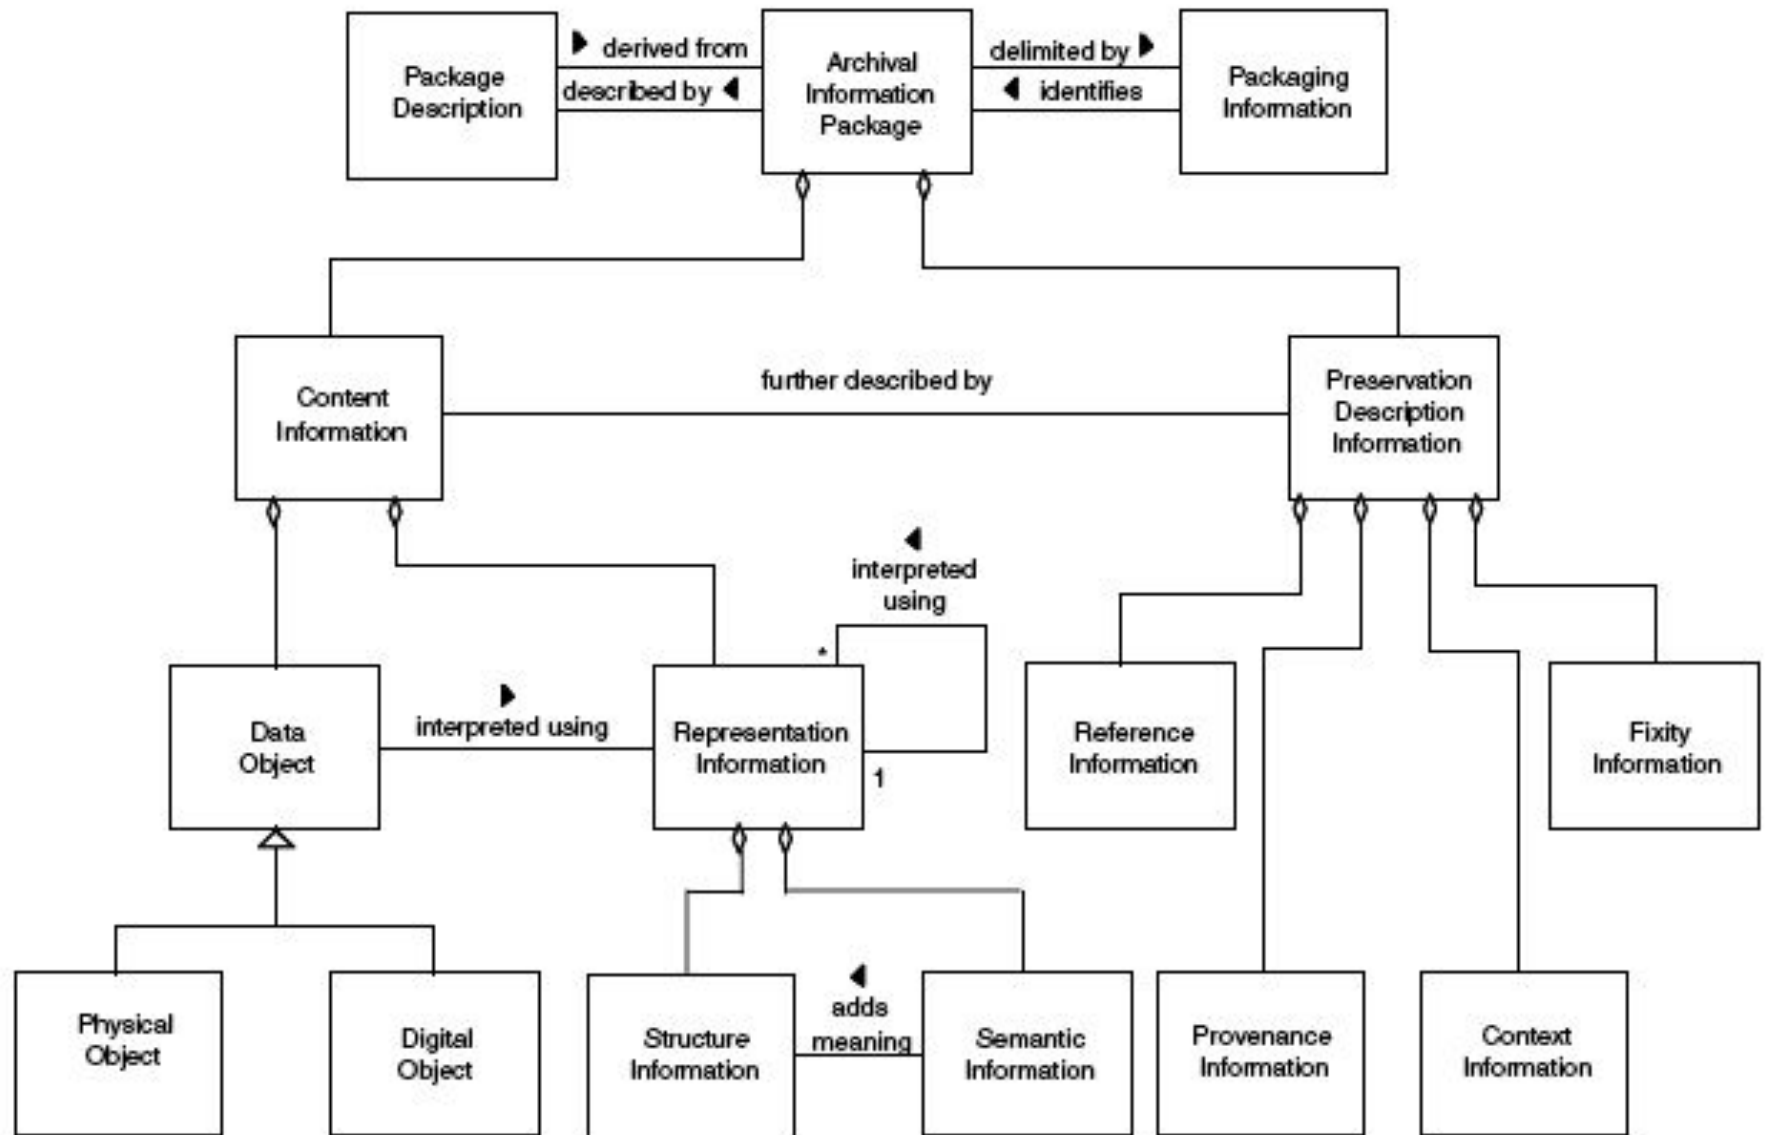 Package
Description
derived from
described by
Archival
Information
Package
delimited by
identifies
Packaging
Information
Content
Information
further described by
Preservation
Description
Information
interpreted
using
*
1
Data
Object
interpreted using
Representation
Information
Reference
Information
Fixity
Information
Physical
Object
Digital
Object
Structure
Information
adds
meaning
Semantic
Information
Provenance
Information
Context
Information